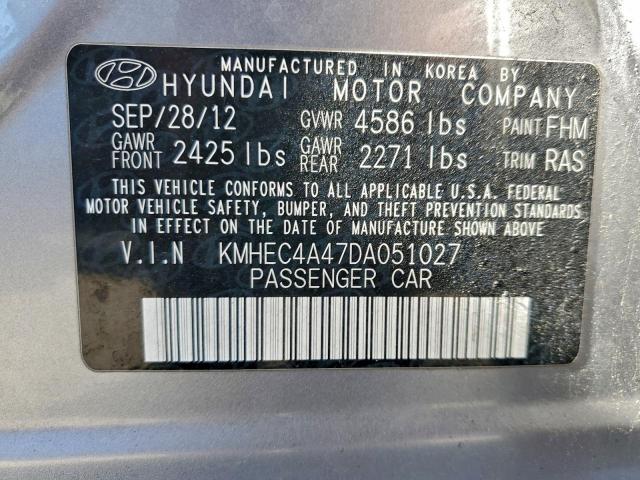 MANUFACTURED IN KOREA BY
HYUNDAI MOTOR COMPANY
SEP/28/12 GVWR 4586 lbs PAINT FHM
GAWR FRONT 2425 lbs GAWR REAR 2271 lbs TRIM RAS
THIS VEHICLE CONFORMS TO ALL APPLICABLE U.S.A. FEDERAL
MOTOR VEHICLE SAFETY, BUMPER, AND THEFT PREVENTION STANDARDS
IN EFFECT ON THE DATE OF MANUFACTURE SHOWN ABOVE.
V.I.N KMHEC4A47DA051027
PASSENGER CAR